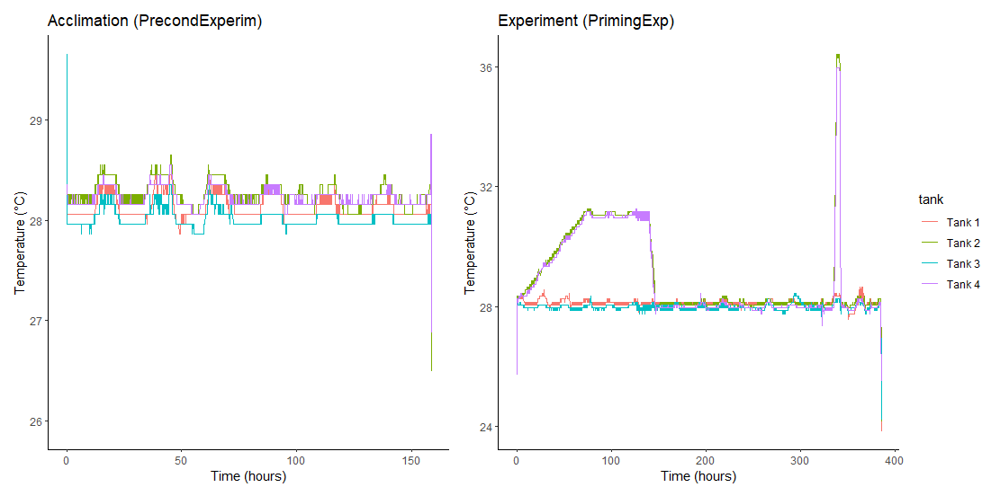 Acclimation (PrecondExperim)
Experiment (PrimingExp)
29
28
27
26
Temperature (°C)
0
50
100
150
Time (hours)
36
32
28
24
Temperature (°C)
0
100
200
300
400
Time (hours)
tank
Tank 1
Tank 2
Tank 3
Tank 4